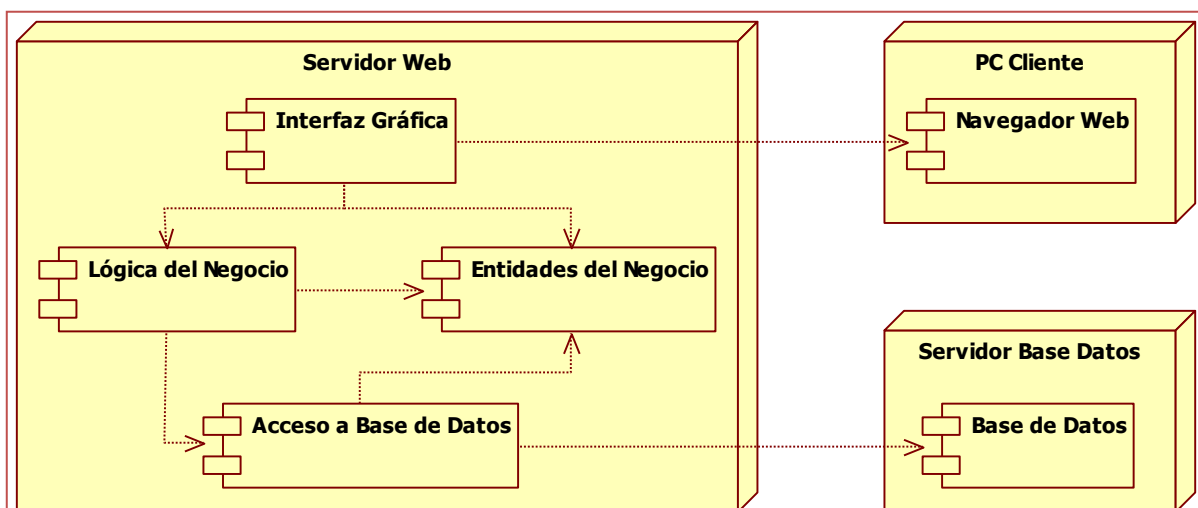 Servidor Web
PC Cliente
Interfaz Gráfica
Navegador Web
Lógica del Negocio
Entidades del Negocio
Servidor Base Datos
Acceso a Base de Datos
Base de Datos